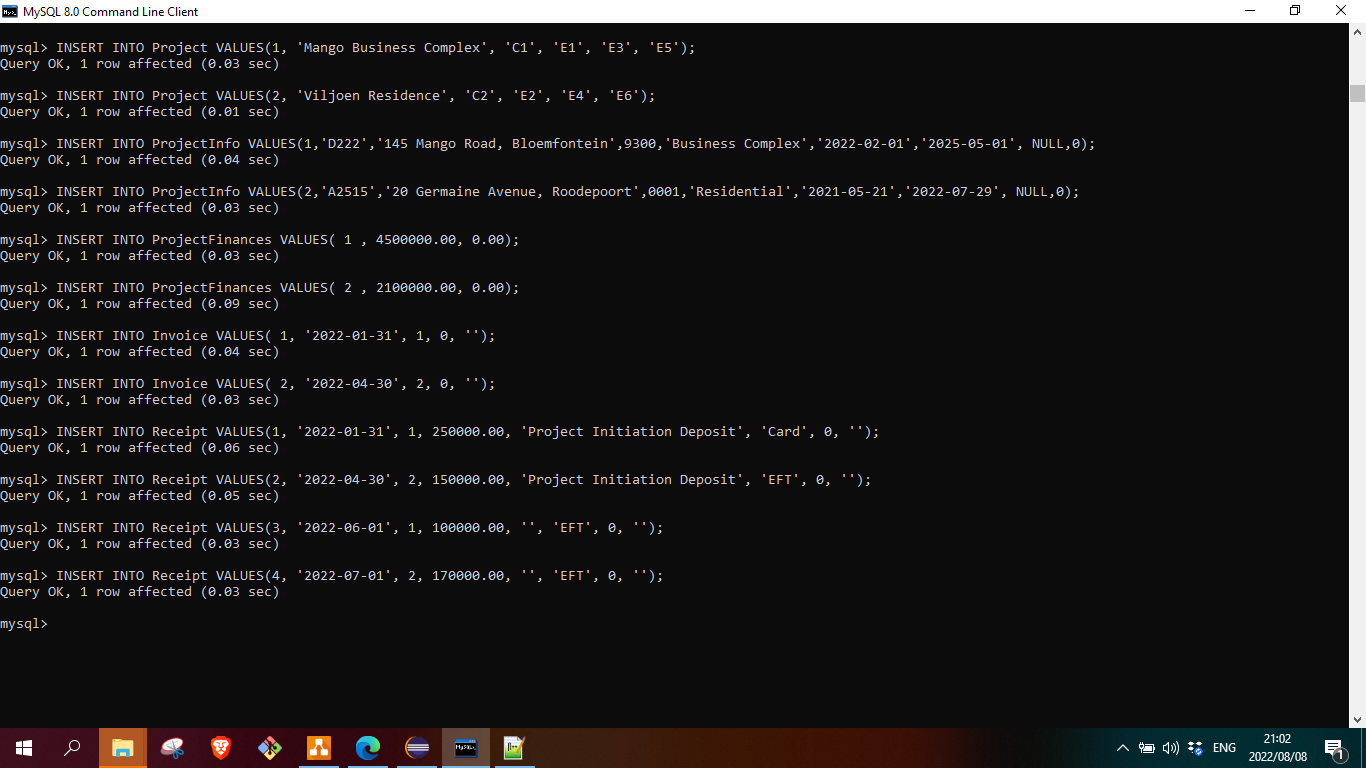 MySQL 8.0 Command Line Client
mysql> INSERT INTO Project VALUES(1, 'Mango Business Complex', 'C1', 'E1', 'E3', 'E5');
Query OK, 1 row affected (0.03 sec)
mysql> INSERT INTO Project VALUES(2, 'Viljoen Residence', 'C2', 'E2', 'E4', 'E6');
Query OK, 1 row affected (0.01 sec)
mysql> INSERT INTO ProjectInfo VALUES(1,'D222','145 Mango Road, Bloemfontein',9300,'Business Complex','2022-02-01','2025-05-01', NULL,0);
Query OK, 1 row affected (0.04 sec)
mysql> INSERT INTO ProjectInfo VALUES(2,'A2515','20 Germaine Avenue, Roodepoort',0001,'Residential','2021-05-21','2022-07-29', NULL,0);
Query OK, 1 row affected (0.03 sec)
mysql> INSERT INTO ProjectFinances VALUES( 1 , 4500000.00, 0.00);
Query OK, 1 row affected (0.03 sec)
mysql> INSERT INTO ProjectFinances VALUES( 2 , 2100000.00, 0.00);
Query OK, 1 row affected (0.09 sec)
mysql> INSERT INTO Invoice VALUES( 1, '2022-01-31', 1, 0, '');
Query OK, 1 row affected (0.04 sec)
mysql> INSERT INTO Invoice VALUES( 2, '2022-04-30', 2, 0, '');
Query OK, 1 row affected (0.03 sec)
mysql> INSERT INTO Receipt VALUES(1, '2022-01-31', 1, 250000.00, 'Project Initiation Deposit', 'Card', 0, '');
Query OK, 1 row affected (0.06 sec)
mysql> INSERT INTO Receipt VALUES(2, '2022-04-30', 2, 150000.00, 'Project Initiation Deposit', 'EFT', 0, '');
Query OK, 1 row affected (0.05 sec)
mysql> INSERT INTO Receipt VALUES(3, '2022-06-01', 1, 100000.00, '', 'EFT', 0, '');
Query OK, 1 row affected (0.03 sec)
mysql> INSERT INTO Receipt VALUES(4, '2022-07-01', 2, 170000.00, '', 'EFT', 0, '');
Query OK, 1 row affected (0.03 sec)
mysql>
ENG
21:02
2022/08/08
1